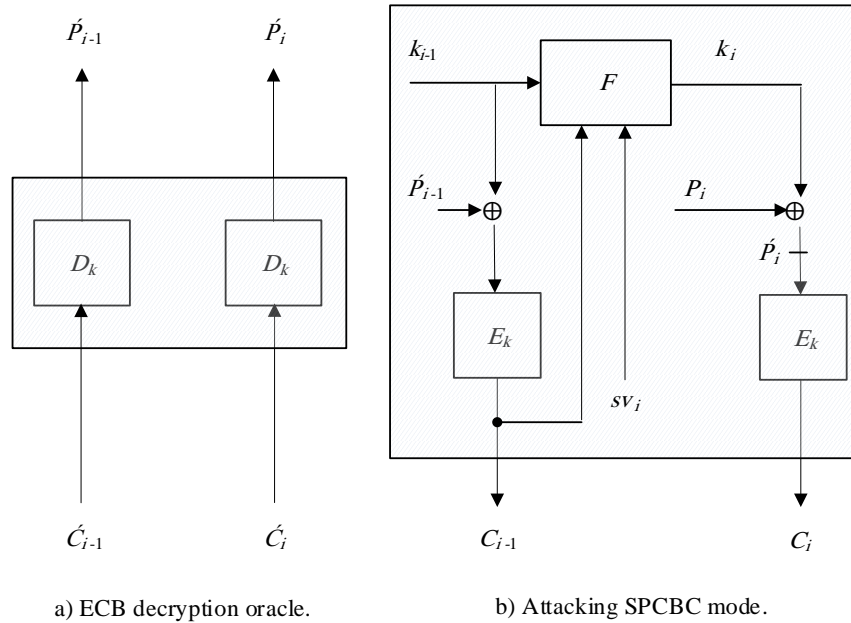 Ṕi-1 Ṕi
Dk Dk
Ći-1 Ći
a) ECB decryption oracle.
ki-1 F ki
Ṕi-1 ⊕ Pi ⊕
Ṕi
Ek Ek
svi
Ci-1 Ci
b) Attacking SPCBC mode.